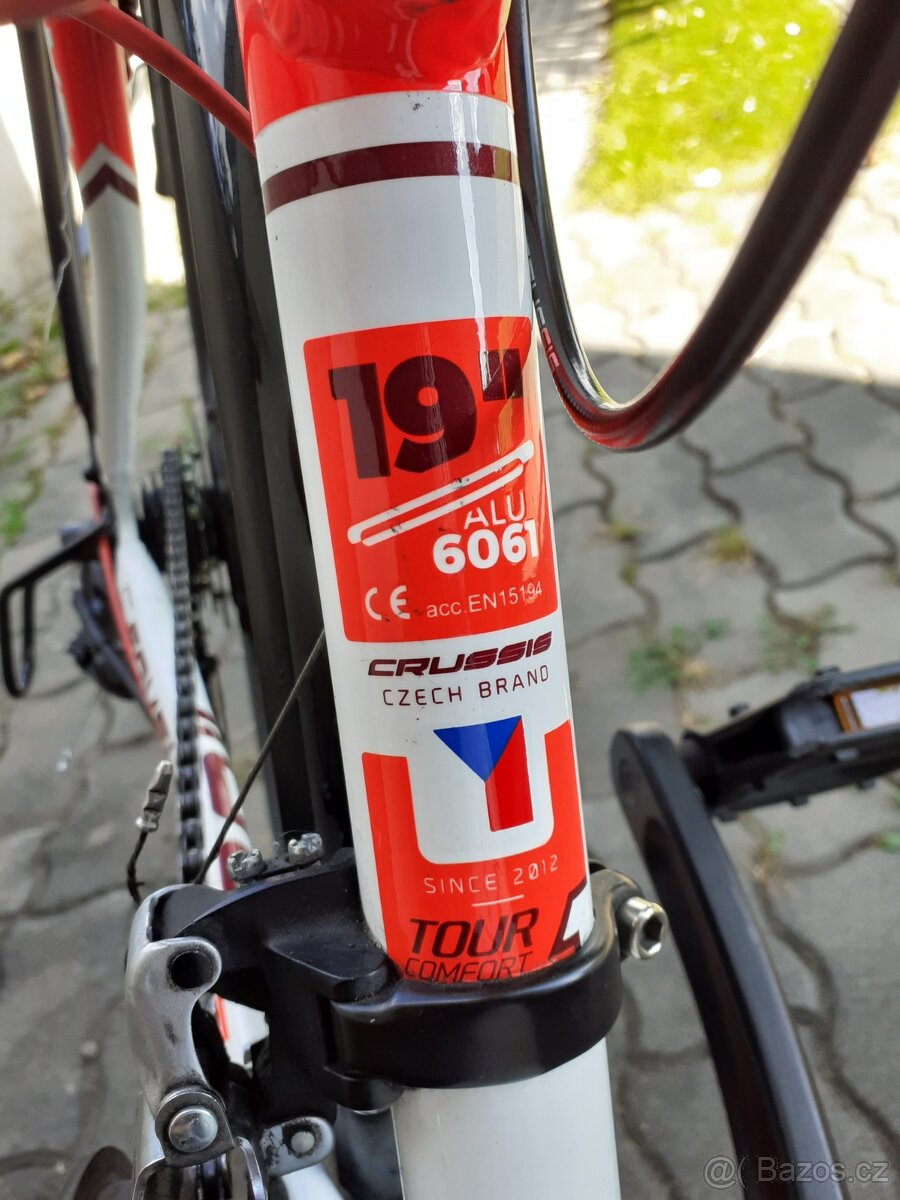 19"
ALU
6061
CE acc.EN15194
CRUSSIS
CZECH BRAND
SINCE 2012
TOUR
COMFORT
@( Bazos.cz